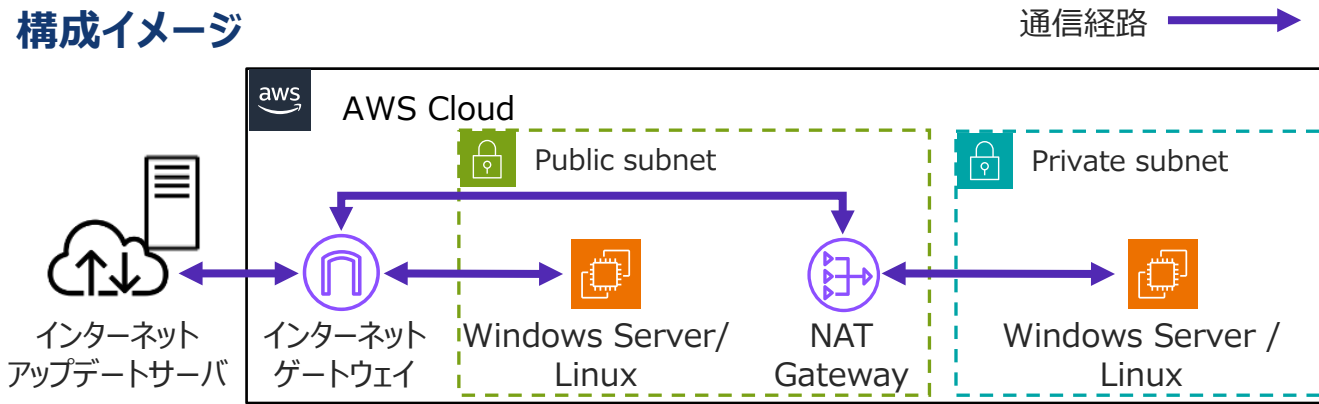 構成イメージ
通信経路
aws
AWS Cloud
Public subnet
Private subnet
インターネット
アップデートサーバ
インターネット
ゲートウェイ
Windows Server/
Linux
NAT
Gateway
Windows Server /
Linux